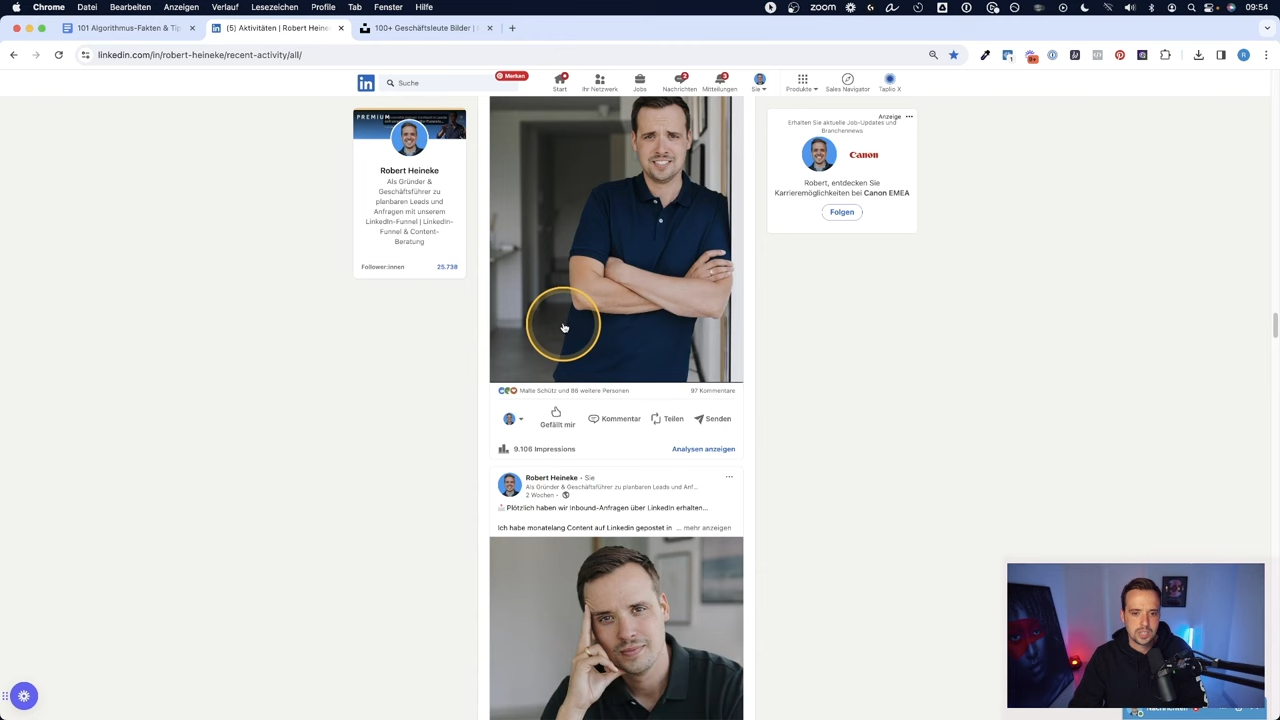 Chrome Datei Bearbeiten Anzeigen Verlauf Lesezeichen Profile Tab Fenster Hilfe
09:51
101 Algorithmus-Fakten & Tip
(5) Aktivitäten | Robert Heine
100+ Geschäftsleute Bilder |
linkedin.com/in/robert-heineke/recent-activity/all/
Suche
Merken
Start
Ihr Netzwerk
Jobs
Nachrichten
Mitteilungen
Sie
Produkte
Sales Navigator
Taplio X
PREMIUM
Robert Heineke
Als Gründer &
Geschäftsführer zu
planbaren Leads und
Anfragen mit unserem
LinkedIn-Funnel | LinkedIn-
Funnel & Content-
Beratung
Follower:innen 25.738
Malte Schütz und 86 weitere Personen 97 Kommentare
Gefällt mir
Kommentar
Teilen
Senden
9.106 Impressions Analysen anzeigen
Robert Heineke • Sie
Als Gründer & Geschäftsführer zu planbaren Leads und Anf...
2 Wochen •
Plötzlich haben wir Inbound-Anfragen über LinkedIn erhalten...
Ich habe monatelang Content auf Linkedin gepostet in ... mehr anzeigen
Anzeige
Erhalten Sie aktuelle Job-Updates und
Branchennews
Canon
Robert, entdecken Sie
Karrieremöglichkeiten bei Canon EMEA
Folgen
Nachrichten